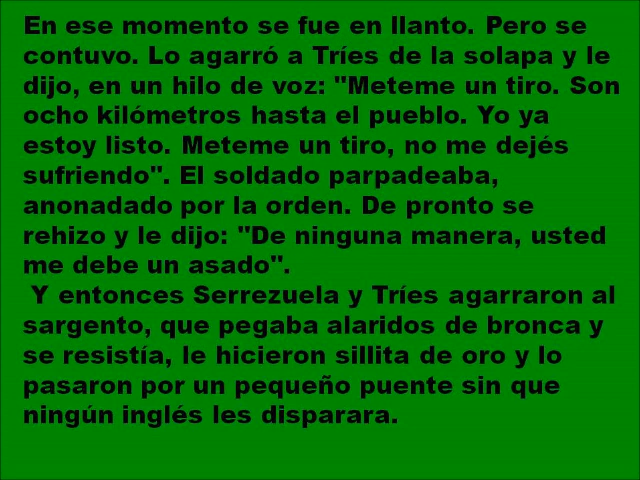 En ese momento se fue en llanto. Pero se
contuvo. Lo agarró a Tríes de la solapa y le
dijo, en un hilo de voz: "Meteme un tiro. Son
ocho kilómetros hasta el pueblo. Yo ya
estoy listo. Meteme un tiro, no me dejés
sufriendo". El soldado parpadeaba,
anonadado por la orden. De pronto se
rehizo y le dijo: "De ninguna manera, usted
me debe un asado".
Y entonces Serrezuela y Tríes agarraron al
sargento, que pegaba alaridos de bronca y
se resistía, le hicieron sillita de oro y lo
pasaron por un pequeño puente sin que
ningún inglés les disparara.